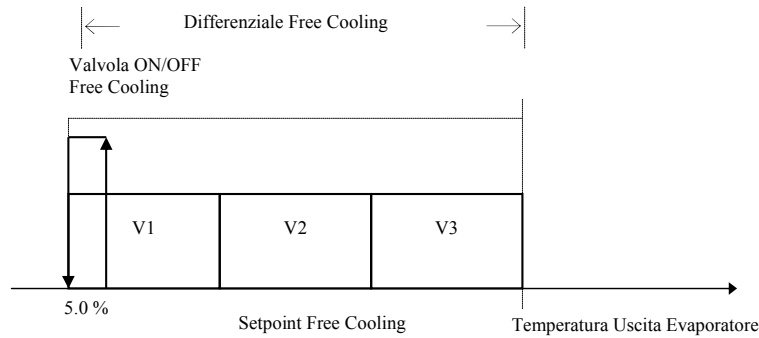 Differenziale Free Cooling
Valvola ON/OFF
Free Cooling
V1 V2 V3
5.0 %
Setpoint Free Cooling Temperatura Uscita Evaporatore